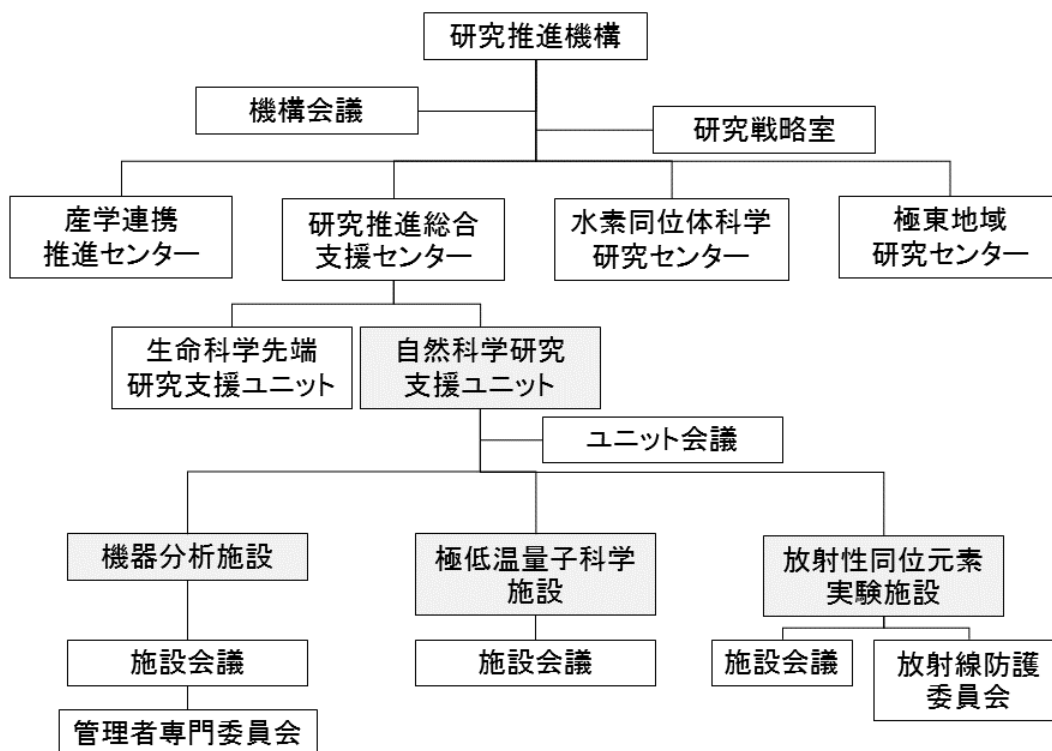 研究推進機構
機構会議
研究戦略室
産学連携
推進センター
研究推進総合
支援センター
水素同位体科学
研究センター
極東地域
研究センター
生命科学先端
研究支援ユニット
自然科学研究
支援ユニット
ユニット会議
機器分析施設
極低温量子科学
施設
放射性同位元素
実験施設
施設会議
施設会議
施設会議
放射線防護
委員会
管理者専門委員会